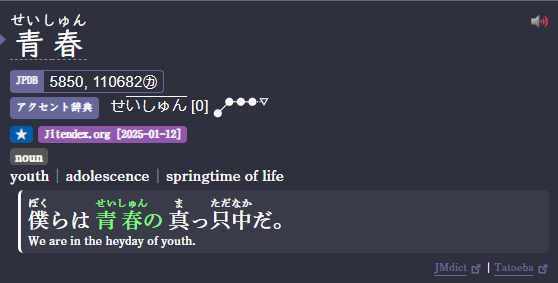 せいしゅん
青春
JPDB 5850, 110682㋕
アクセント辞典 せいしゅん [0]
★ JItendex.org [2025-01-12]
noun
youth | adolescence | springtime of life
ぼく せいしゅん ま ただなか
僕らは青春の真っ只中だ。
We are in the heyday of youth.
JMdict | Tatoeba